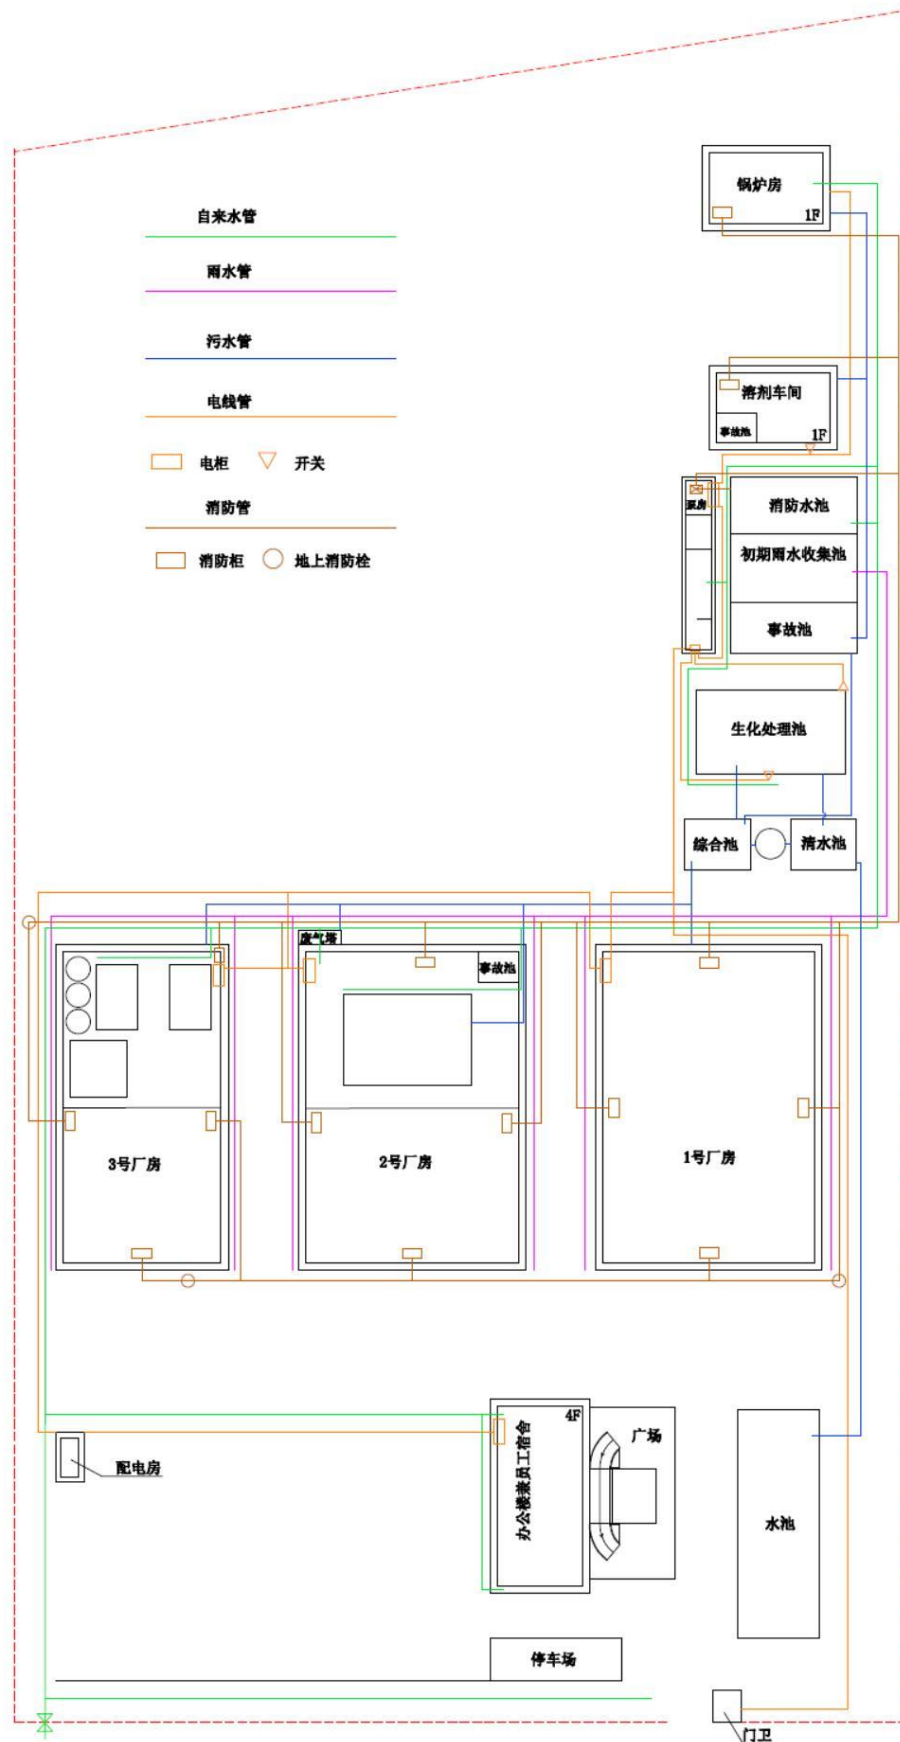 锅炉房
1F
自来水管
雨水管
污水管
电线管
电柜
开关
消防管
消防柜
地上消防栓
溶剂车间
事故池
1F
泵房
消防水池
初期雨水收集池
事故池
生化处理池
综合池
清水池
废气塔
事故池
3号厂房
2号厂房
1号厂房
4F
办公楼兼员工宿舍
广场
配电房
水池
停车场
门卫